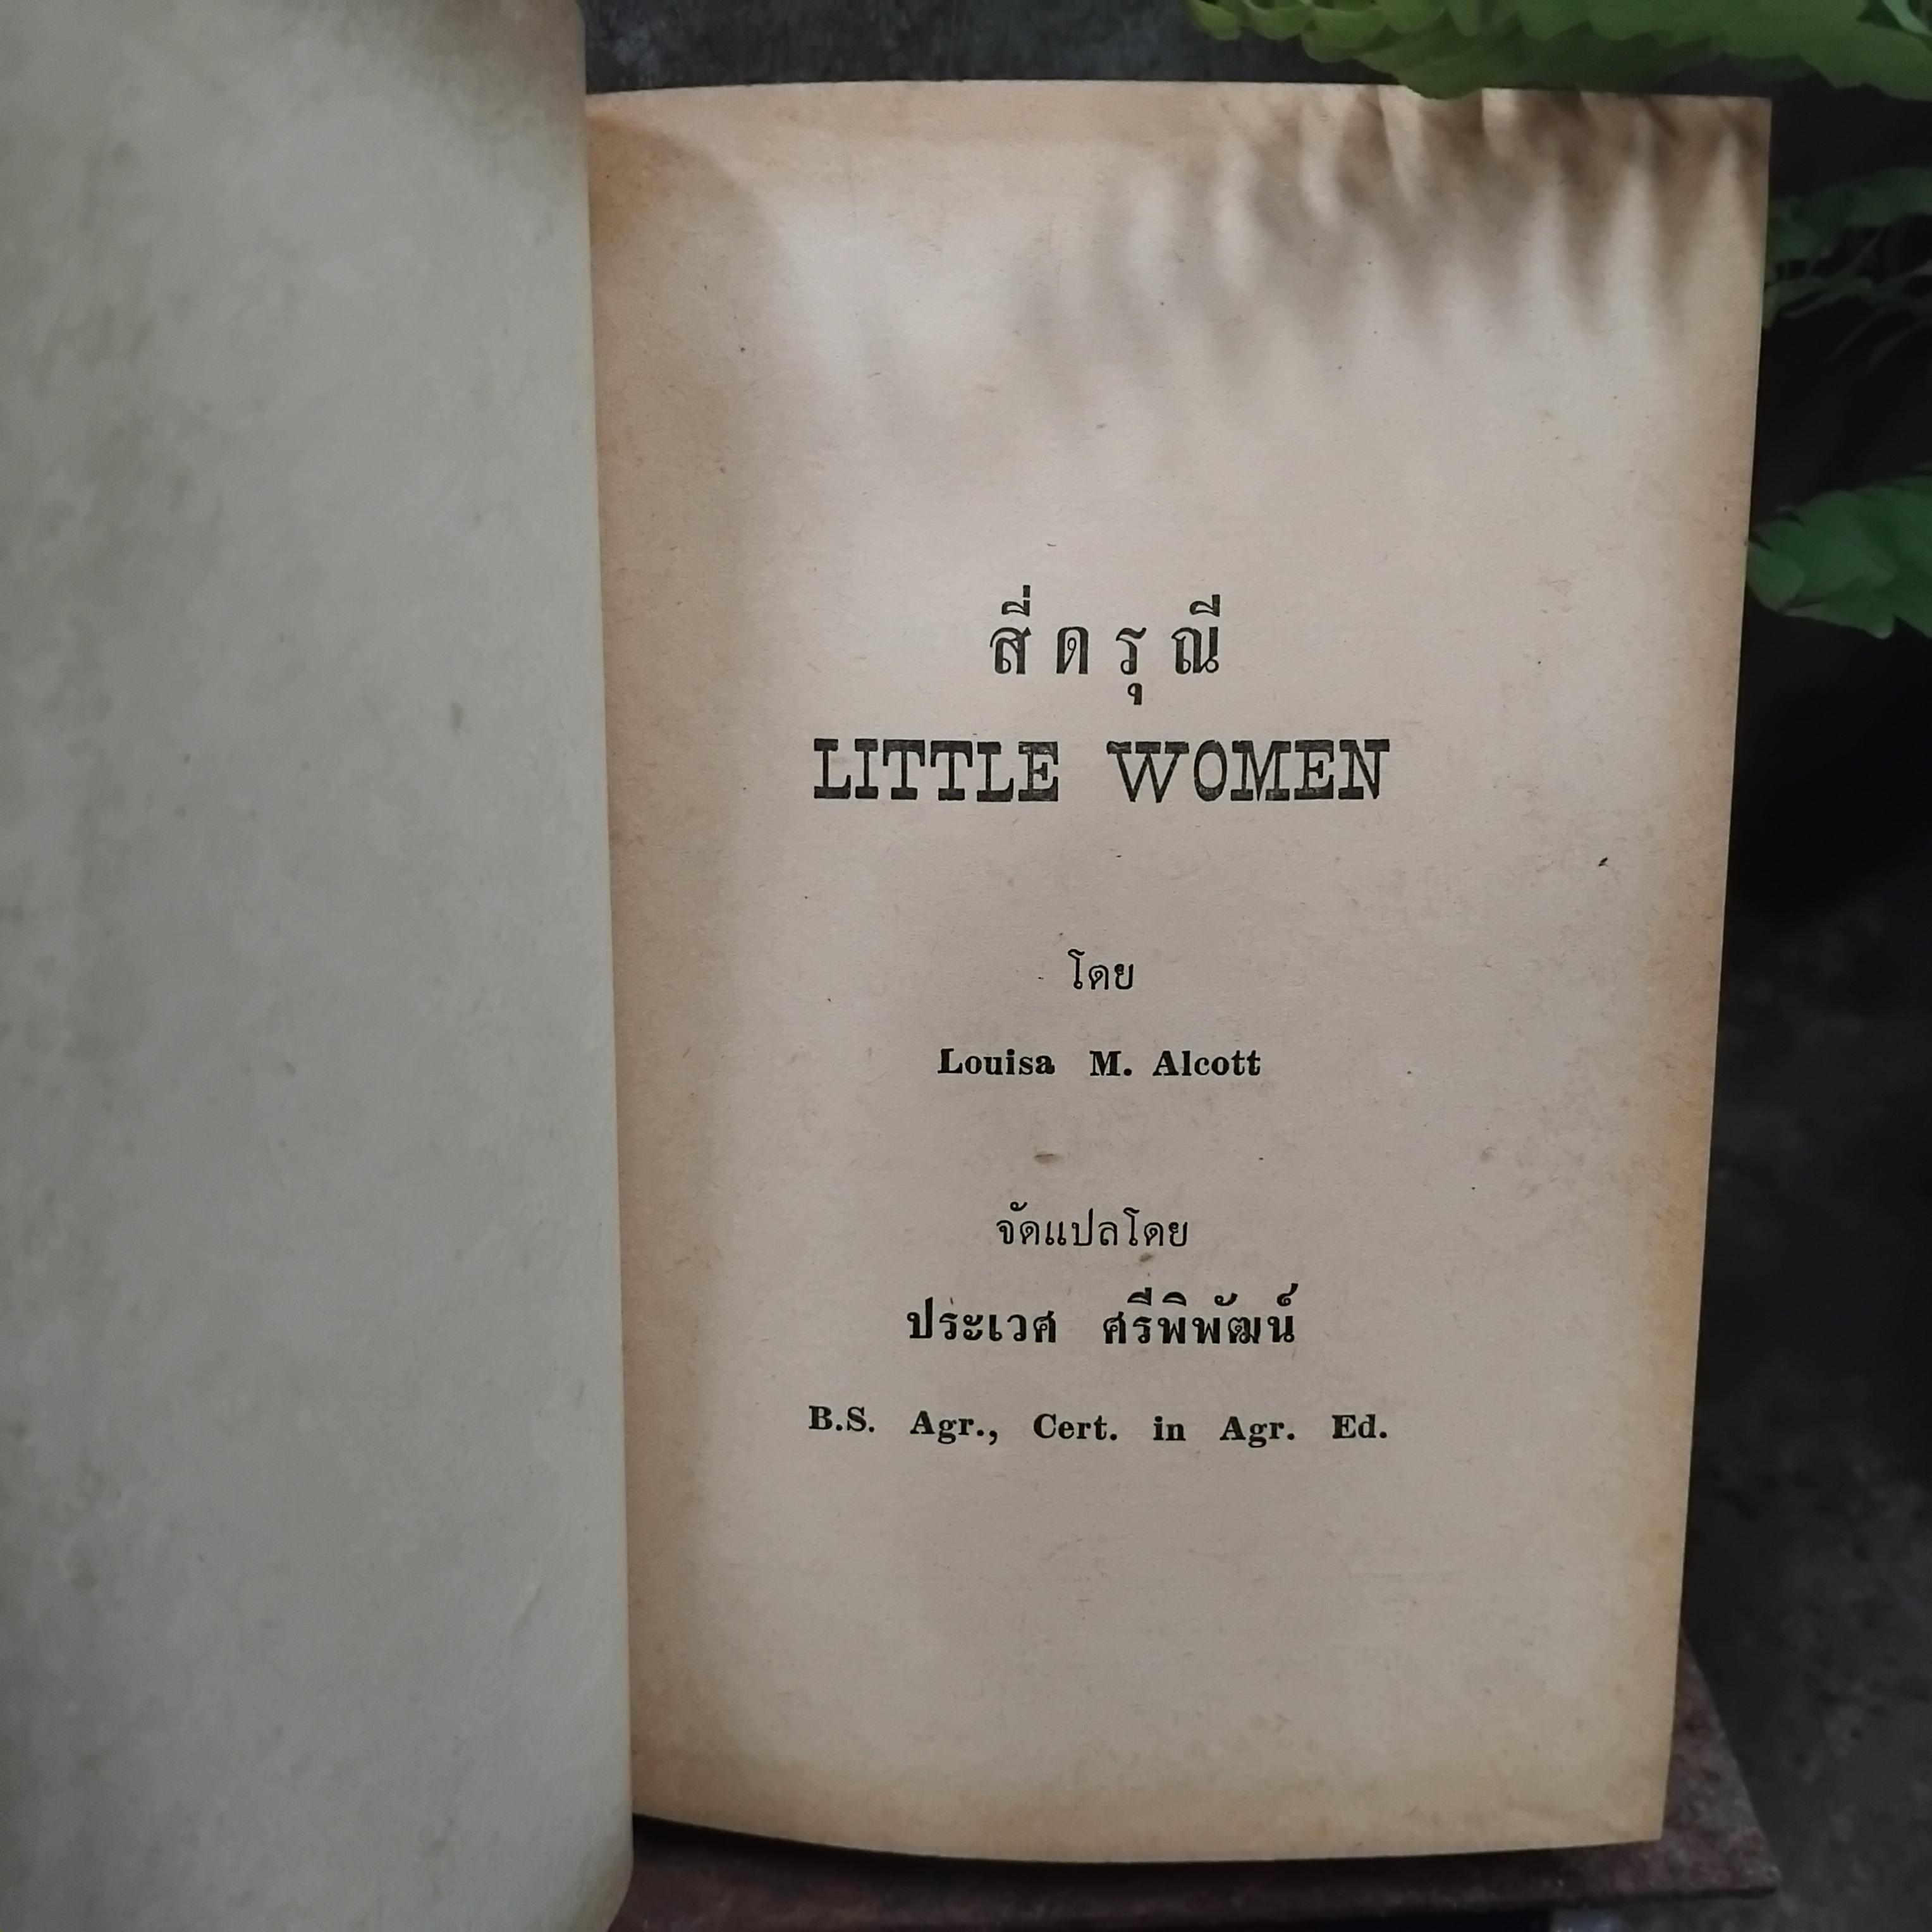 สี่ดรุณี
LITTLE WOMEN
โดย
Louisa M. Alcott
จัดแปลโดย
ประเวศ ศรีพิพัฒน์
B.S. Agr., Cert. in Agr. Ed.